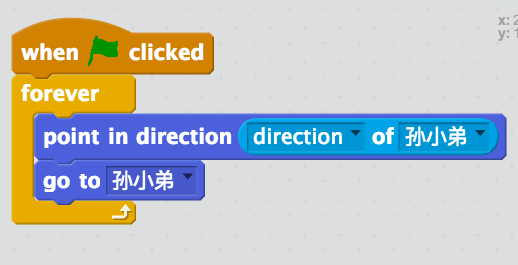 x: 2
y: 1
when clicked
forever
point in direction direction of 孙小弟
go to 孙小弟